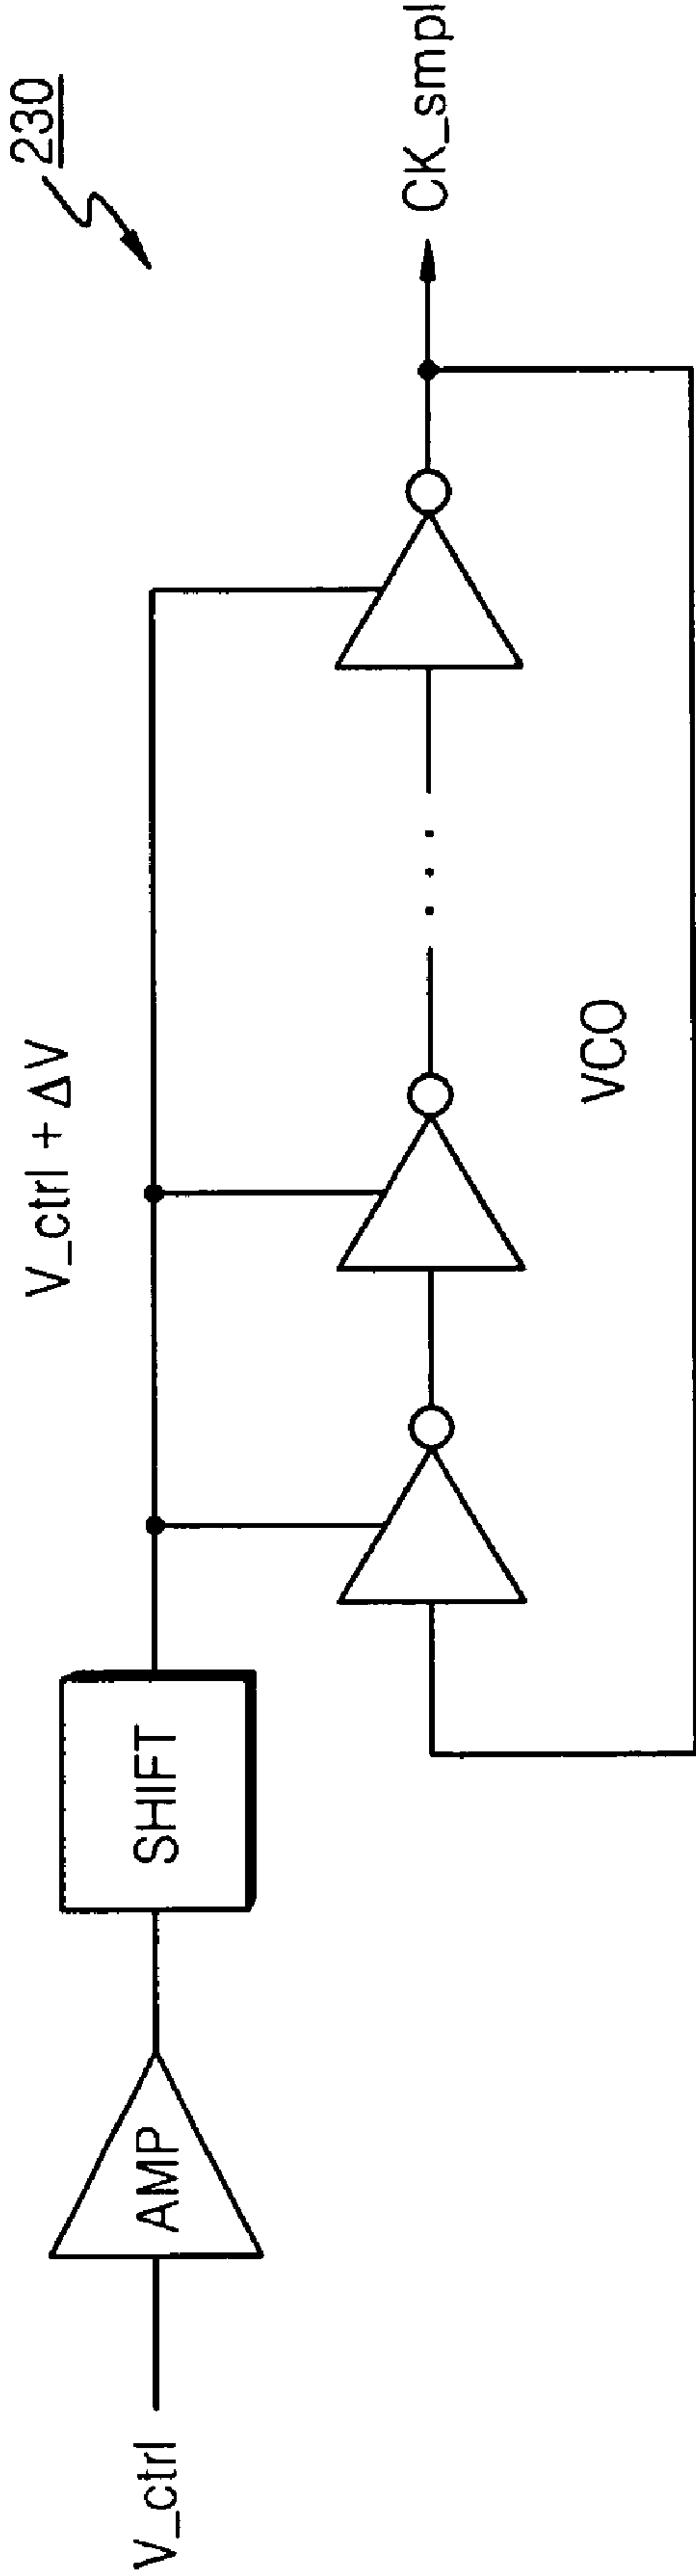 230
V_ctrl + ΔV
V_ctrl
AMP
SHIFT
CK_smpl
VCO